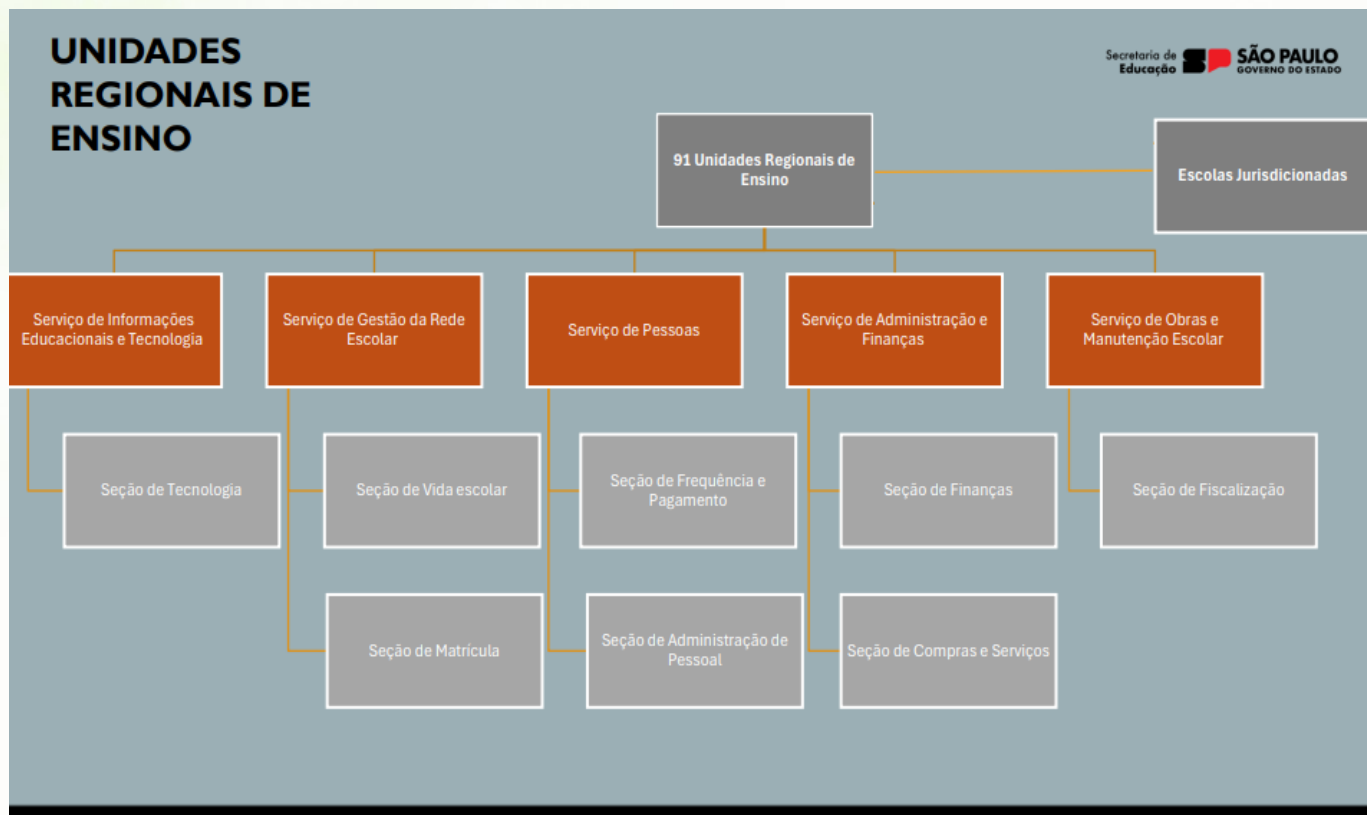 UNIDADES
REGIONAIS DE
ENSINO
Secretaria de
Educação
SÃO PAULO
GOVERNO DO ESTADO
91 Unidades Regionais de
Ensino
Escolas Jurisdicionadas
Serviço de Informações
Educacionais e Tecnologia
Serviço de Gestão da Rede
Escolar
Serviço de Pessoas
Serviço de Administração e
Finanças
Serviço de Obras e
Manutenção Escolar
Seção de Tecnologia
Seção de Vida escolar
Seção de Frequência e
Pagamento
Seção de Finanças
Seção de Fiscalização
Seção de Matrícula
Seção de Administração de
Pessoal
Seção de Compras e Serviços